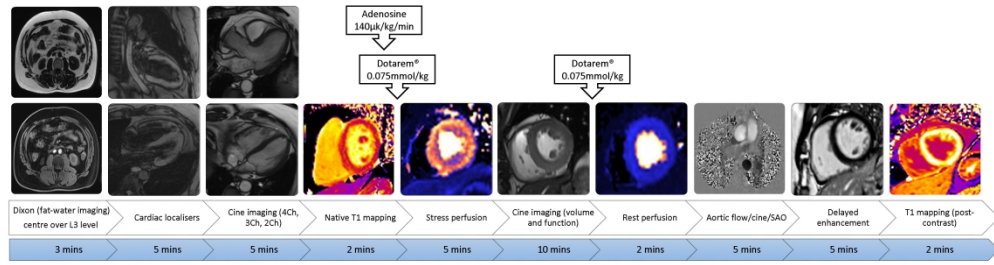 Adenosine
140µk/kg/min
Dotarem®
0.075mmol/kg
Dotarem®
0.075mmol/kg
Dixon (fat-water imaging)
centre over L3 level
Cardiac localisers
Cine imaging (4Ch,
3Ch, 2Ch)
Native T1 mapping
Stress perfusion
Cine imaging (volume
and function)
Rest perfusion
Aortic flow/cine/SAO
Delayed
enhancement
T1 mapping (post-
contrast)
3 mins
5 mins
5 mins
2 mins
5 mins
10 mins
2 mins
5 mins
5 mins
2 mins